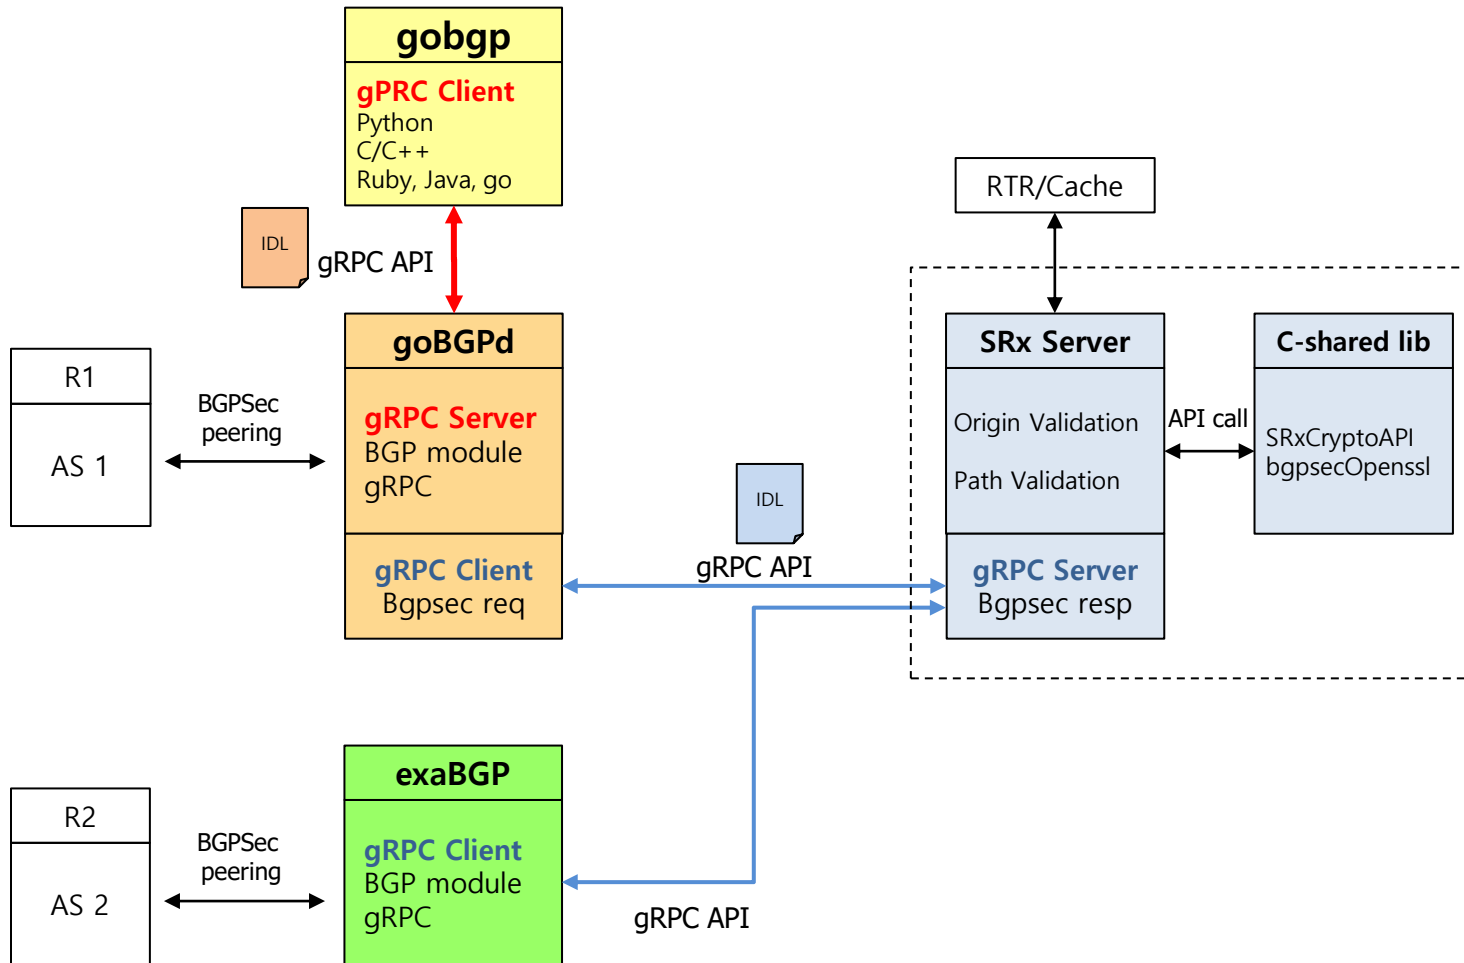 gobgp
gPRC Client
Python
C/C++
Ruby, Java, go
IDL
gRPC API
RTR/Cache
goBGPd
gRPC Server
BGP module
gRPC
gRPC Client
Bgpsec req
R1
AS 1
BGPSec
peering
SRx Server
Origin Validation
Path Validation
gRPC Server
Bgpsec resp
API call
C-shared lib
SRxCryptoAPI
bgpsecOpenssl
IDL
gRPC API
exaBGP
gRPC Client
BGP module
gRPC
R2
AS 2
BGPSec
peering
gRPC API